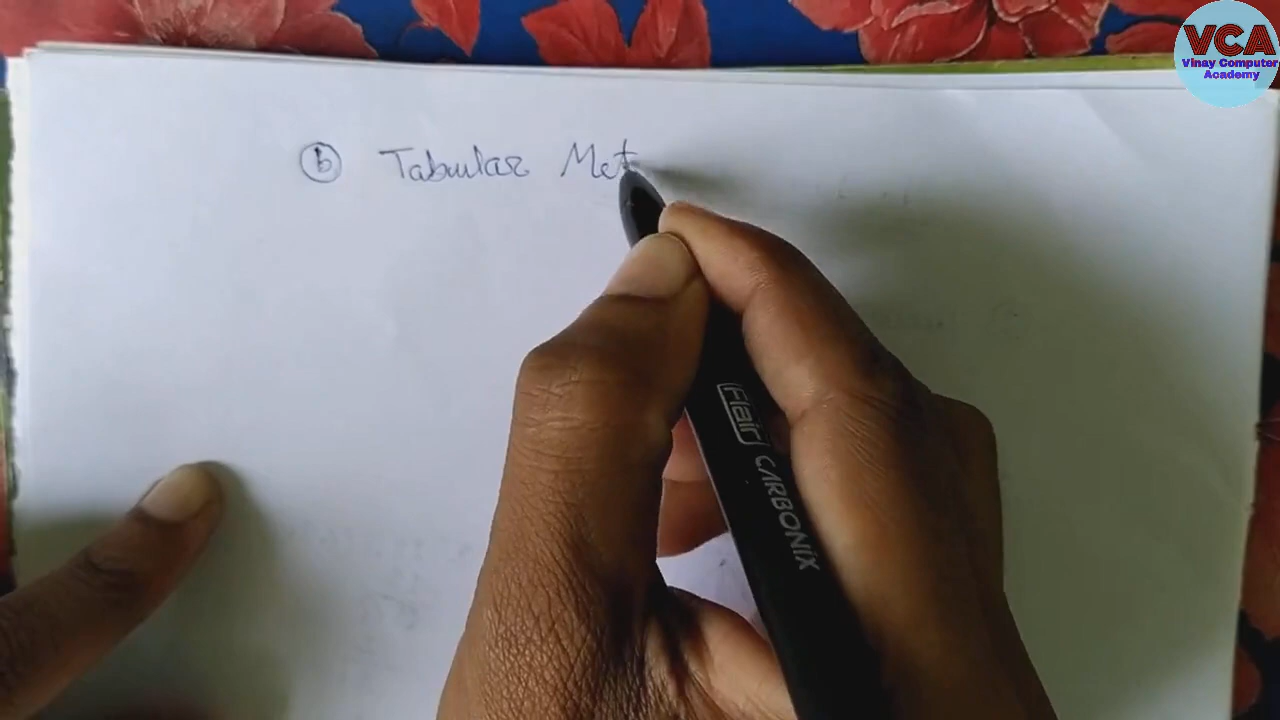 VCA
Vinay Computer
Academy
ⓑ Tabular Met
Flair CARBONIX